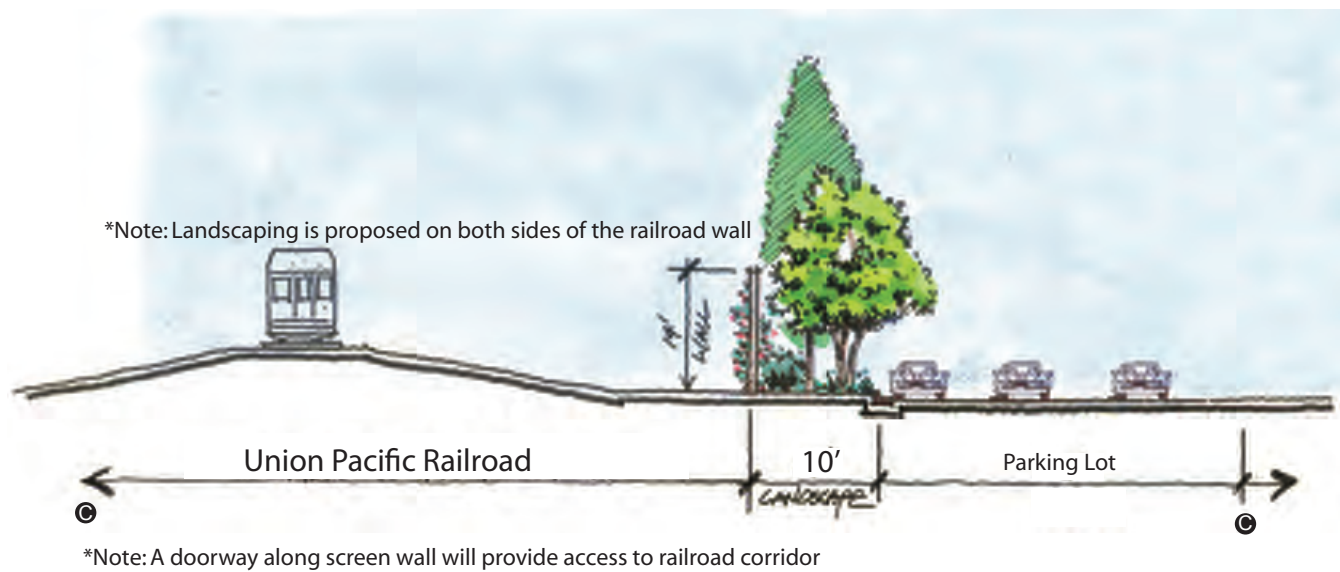 *Note: Landscaping is proposed on both sides of the railroad wall
14'
WALL
Union Pacific Railroad
10'
Parking Lot
LANDSCAPE
C
C
*Note: A doorway along screen wall will provide access to railroad corridor